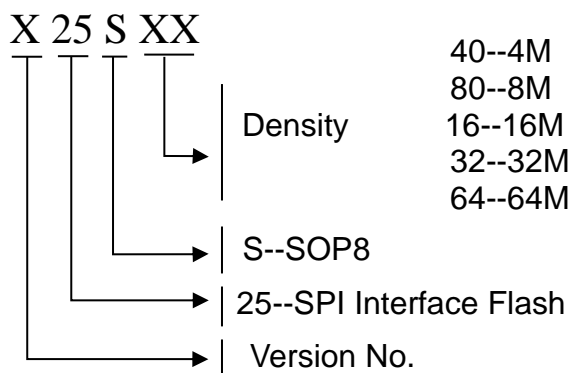 X 25 S XX
40--4M
80--8M
Density 16--16M
32--32M
64--64M
S--SOP8
25--SPI Interface Flash
Version No.